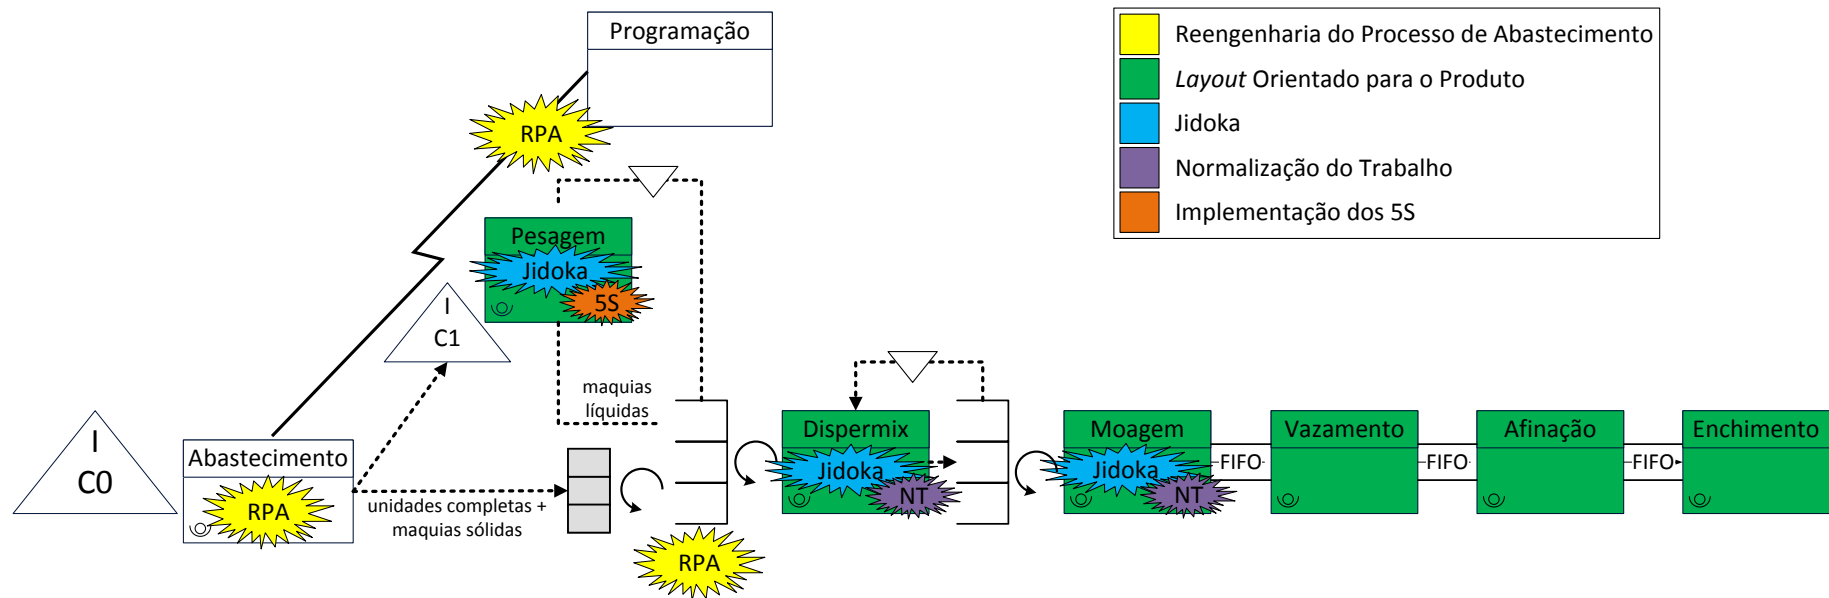 Programação
RPA
Reengenharia do Processo de Abastecimento
Layout Orientado para o Produto
Jidoka
Normalização do Trabalho
Implementação dos 5S
Pesagem
Jidoka
5S
I
C1
maquias
líquidas
I
C0
Abastecimento
RPA
unidades completas +
maquias sólidas
RPA
Dispermix
Jidoka
NT
Moagem
Jidoka
NT
FIFO
Vazamento
FIFO
Afinação
FIFO
Enchimento